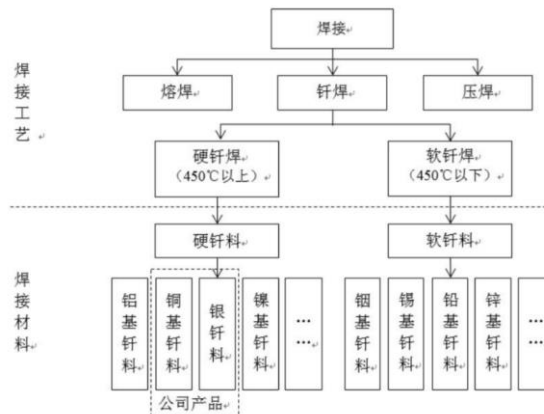 焊接
焊接工艺
熔焊
钎焊
压焊
硬钎焊
（450℃以上）
软钎焊
（450℃以下）
硬钎料
软钎料
焊接材料
铝基钎料
铜基钎料
银钎料
镍基钎料
……
铟基钎料
锡基钎料
铅基钎料
锌基钎料
……
公司产品